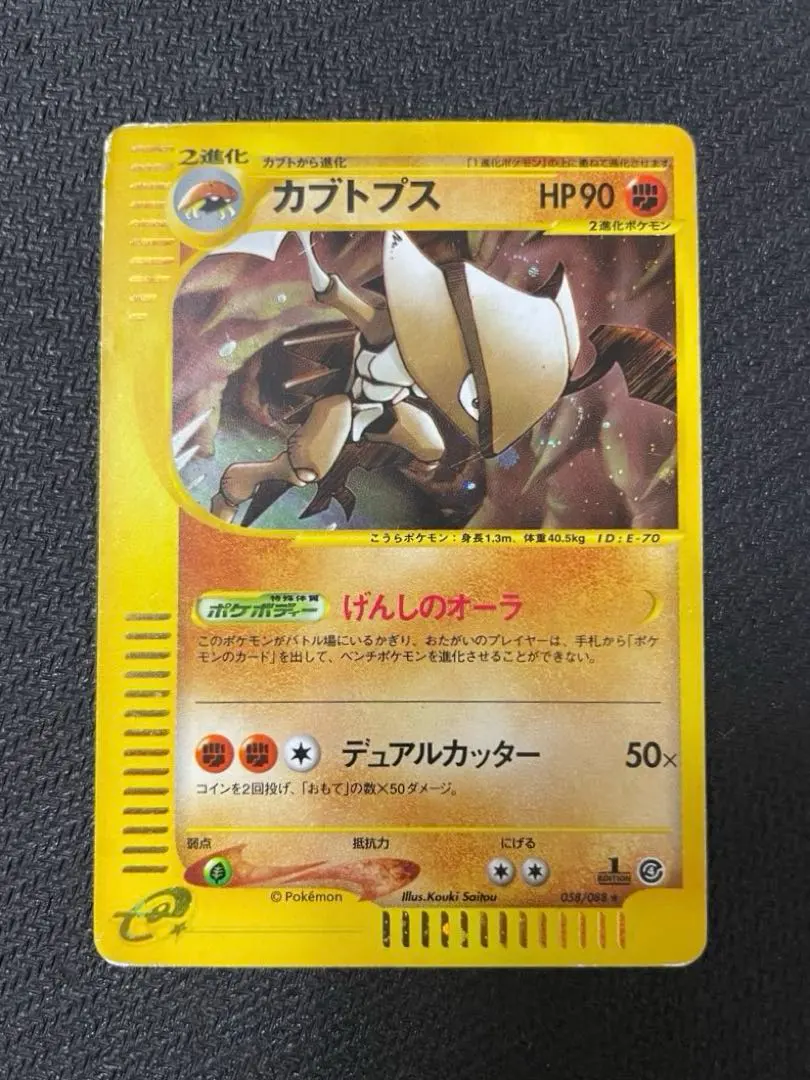 2進化 カブトから進化 「1進化ポケモン」の上に重ねて進化させます。
カブトプス HP90
2進化ポケモン
こうらポケモン：身長1.3m、体重40.5kg ID:E-70
特殊体質
ポケボディー げんしのオーラ
このポケモンがバトル場にいるかぎり、おたがいのプレイヤーは、手札から「ポケ
モンのカード」を出して、ベンチポケモンを進化させることができない。
デュアルカッター 50×
コインを2回投げ、「おもて」の数×50ダメージ。
弱点 抵抗力 にげる
1
EDITION
© Pokémon Illus.Kouki Saitou 058/088 ★
e